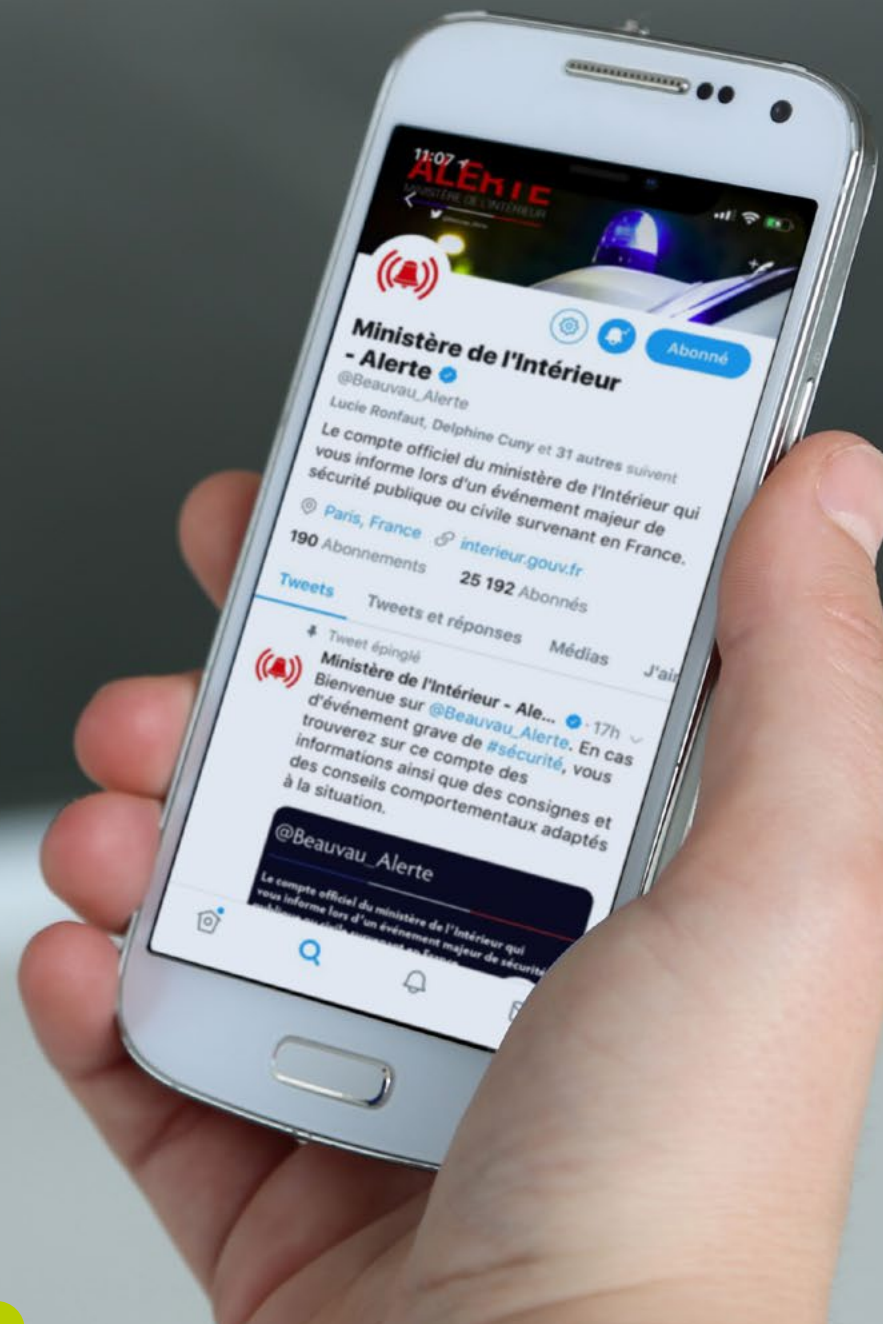 11:07
ALERTE
MINISTÈRE DE L'INTÉRIEUR
Abonné
Ministère de l'Intérieur
- Alerte
@Beauvau_Alerte
Lucie Ronfaut, Delphine Cuny et 31 autres suivent
Le compte officiel du ministère de l'Intérieur qui
vous informe lors d'un événement majeur de
sécurité publique ou civile survenant en France.
Paris, France interieur.gouv.fr
190 Abonnements 25 192 Abonnés
Tweets Tweets et réponses Médias J'air
Tweet épinglé
Ministère de l'Intérieur - Ale... · 17h
Bienvenue sur @Beauvau_Alerte. En cas
d'événement grave de #sécurité, vous
trouverez sur ce compte des
informations ainsi que des consignes et
des conseils comportementaux adaptés
à la situation.
@Beauvau_Alerte
Le compte officiel du ministère de l'Intérieur qui
vous informe lors d'un événement majeur de sécurité